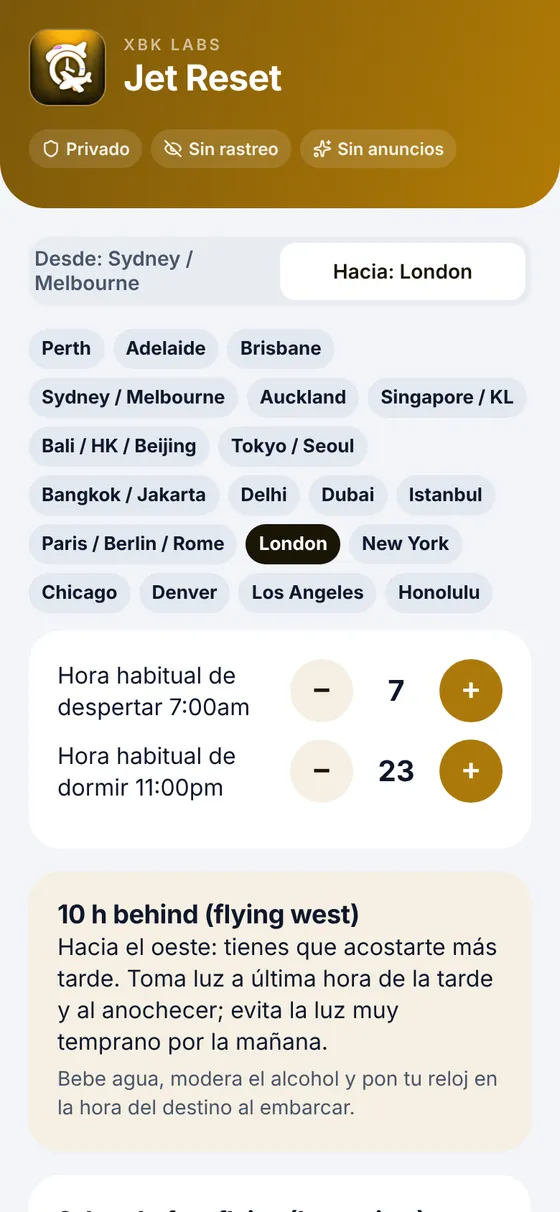 XBK LABS
Jet Reset
Privado
Sin rastreo
Sin anuncios
Desde: Sydney /
Melbourne
Hacia: London
Perth
Adelaide
Brisbane
Sydney / Melbourne
Auckland
Singapore / KL
Bali / HK / Beijing
Tokyo / Seoul
Bangkok / Jakarta
Delhi
Dubai
Istanbul
Paris / Berlin / Rome
London
New York
Chicago
Denver
Los Angeles
Honolulu
Hora habitual de
despertar 7:00am
− 7 +
Hora habitual de
dormir 11:00pm
− 23 +
10 h behind (flying west)
Hacia el oeste: tienes que acostarte más
tarde. Toma luz a última hora de la tarde
y al anochecer; evita la luz muy
temprano por la mañana.
Bebe agua, modera el alcohol y pon tu reloj en
la hora del destino al embarcar.